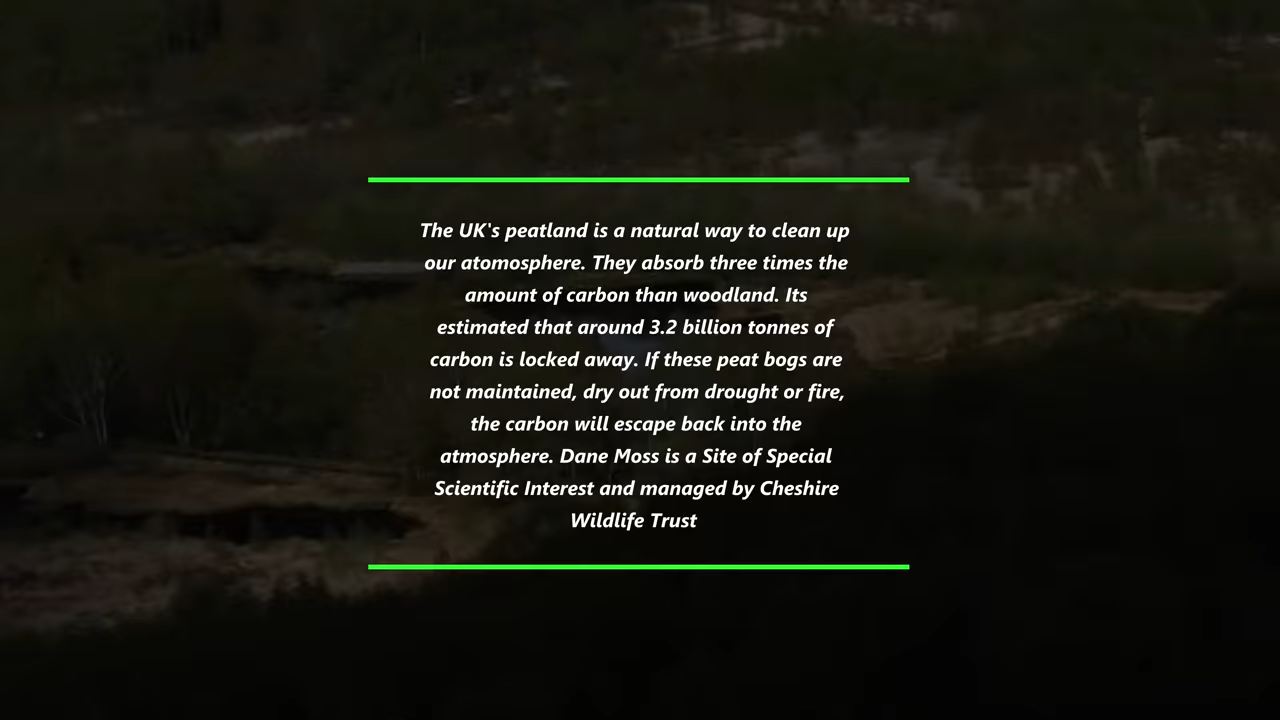 The UK's peatland is a natural way to clean up
our atomosphere. They absorb three times the
amount of carbon than woodland. Its
estimated that around 3.2 billion tonnes of
carbon is locked away. If these peat bogs are
not maintained, dry out from drought or fire,
the carbon will escape back into the
atmosphere. Dane Moss is a Site of Special
Scientific Interest and managed by Cheshire
Wildlife Trust